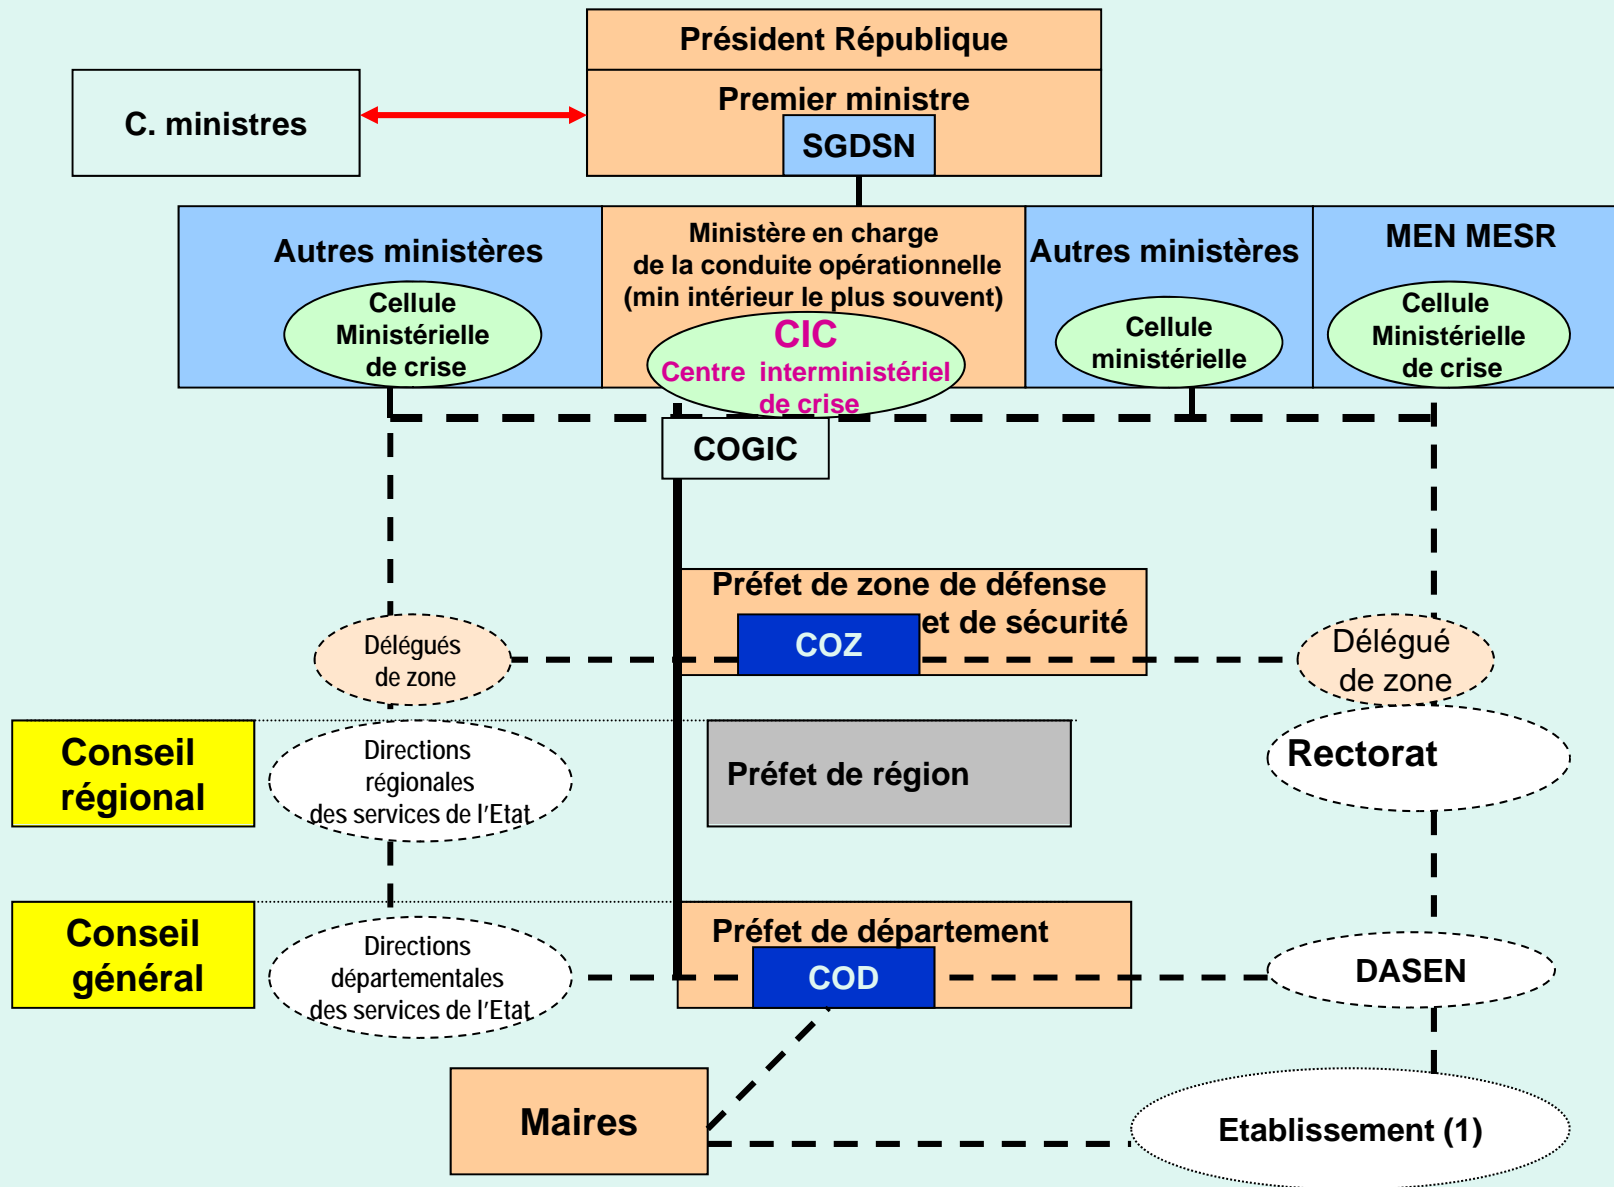 Président République
C. ministres
Premier ministre
SGDSN
Autres ministères
Cellule
Ministérielle
de crise
Ministère en charge
de la conduite opérationnelle
(min intérieur le plus souvent)
CIC
Centre interministériel
de crise
Autres ministères
Cellule
ministérielle
MEN MESR
Cellule
Ministérielle
de crise
COGIC
Préfet de zone de défense
et de sécurité
COZ
Délégués
de zone
Délégué
de zone
Conseil
régional
Directions
régionales
des services de l'Etat
Préfet de région
Rectorat
Conseil
général
Directions
départementales
des services de l'Etat
Préfet de département
COD
DASEN
Maires
Etablissement (1)